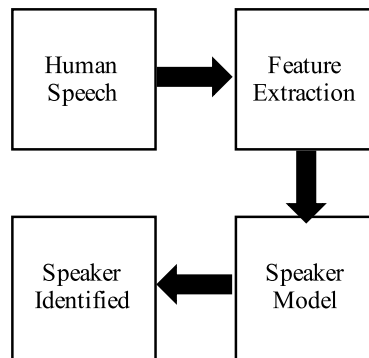 Human
Speech
Feature
Extraction
Speaker
Identified
Speaker
Model